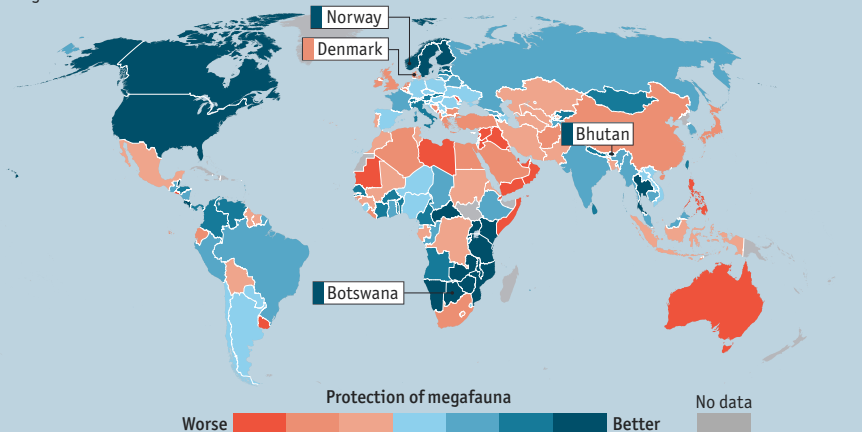 Norway
Denmark
Bhutan
Botswana
Protection of megafauna
No data
Worse
Better